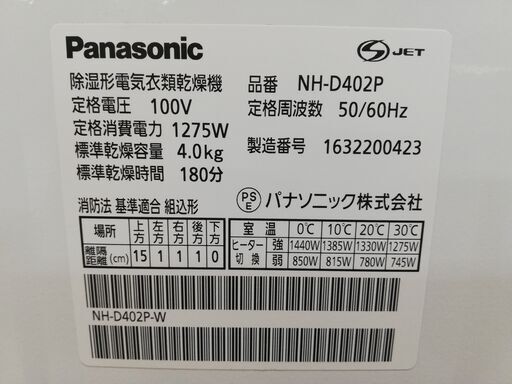 Panasonic
S JET
除湿形電気衣類乾燥機
品番 NH-D402P
定格電圧 100V
定格周波数 50/60Hz
定格消費電力 1275W
標準乾燥容量 4.0kg
製造番号 1632200423
標準乾燥時間 180分
PS E パナソニック株式会社
消防法 基準適合 組込形
場所 上方 左方 右方 後方 下方
離隔距離(cm) 15 1 1 1 0
室温 0℃ 10℃ 20℃ 30℃
ヒーター切換 強 1440W 1385W 1330W 1275W
弱 850W 815W 780W 745W
NH-D402P-W